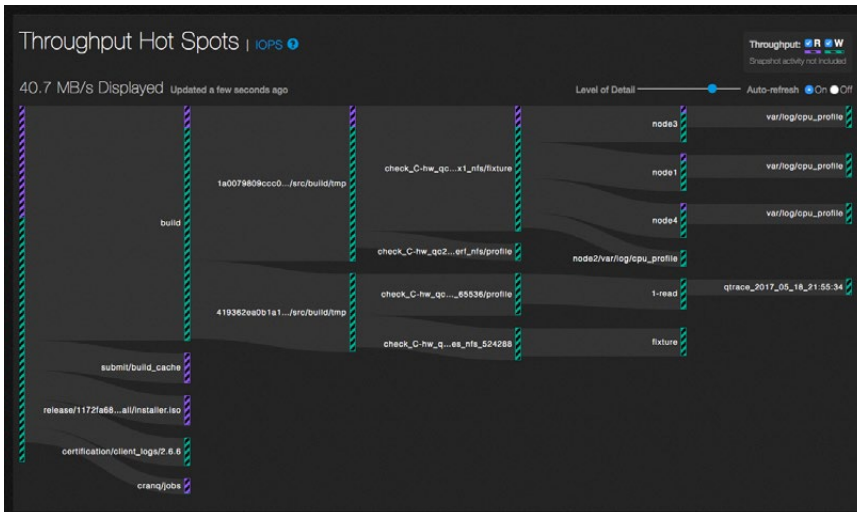 Throughput Hot Spots | IOPS ?
Throughput: R W
Snapshot activity not included
40.7 MB/s Displayed Updated a few seconds ago
Level of Detail Auto-refresh On Off
node3
var/log/cpu_profile
1a0079809ccc0.../src/build/tmp
check_C-hw_qc...x1_nfs/fixture
node1
var/log/cpu_profile
build
node4
var/log/cpu_profile
check_C-hw_qc2...erf_nfs/profile
node2/var/log/cpu_profile
419362ea0b1a1.../src/build/tmp
check_C-hw_qc..._65536/profile
1-read
qtrace_2017_05_18_21:55:34
check_C-hw_q...es_nfs_524288
fixture
submit/build_cache
release/1172fa68...all/installer.iso
certification/client_logs/2.6.6
cranq/jobs